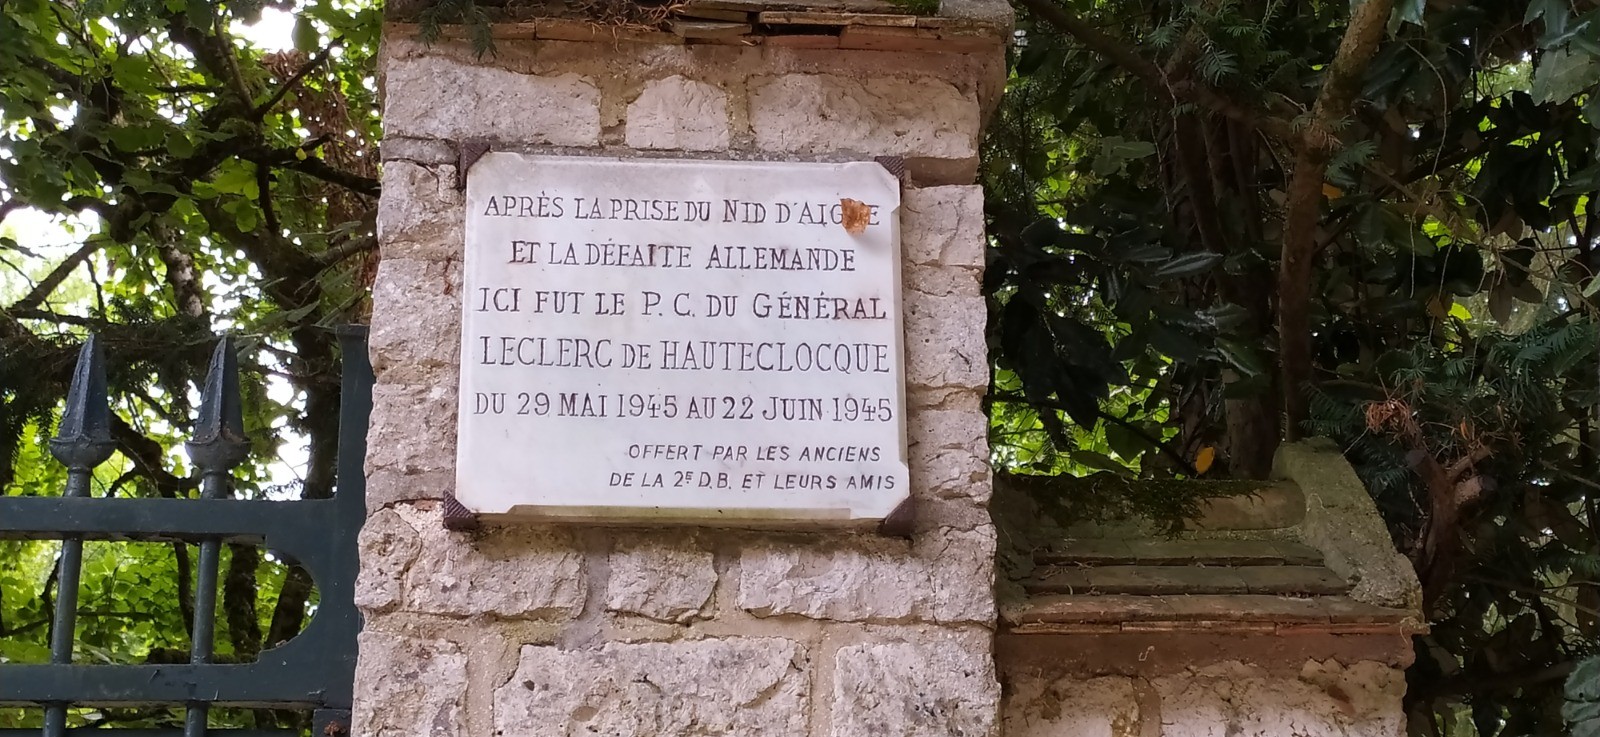 APRÈS LA PRISE DU NID D'AIGLE
ET LA DÉFAITE ALLEMANDE
ICI FUT LE P.C. DU GÉNÉRAL
LECLERC DE HAUTECLOCQUE
DU 29 MAI 1945 AU 22 JUIN 1945
OFFERT PAR LES ANCIENS
DE LA 2E D.B. ET LEURS AMIS